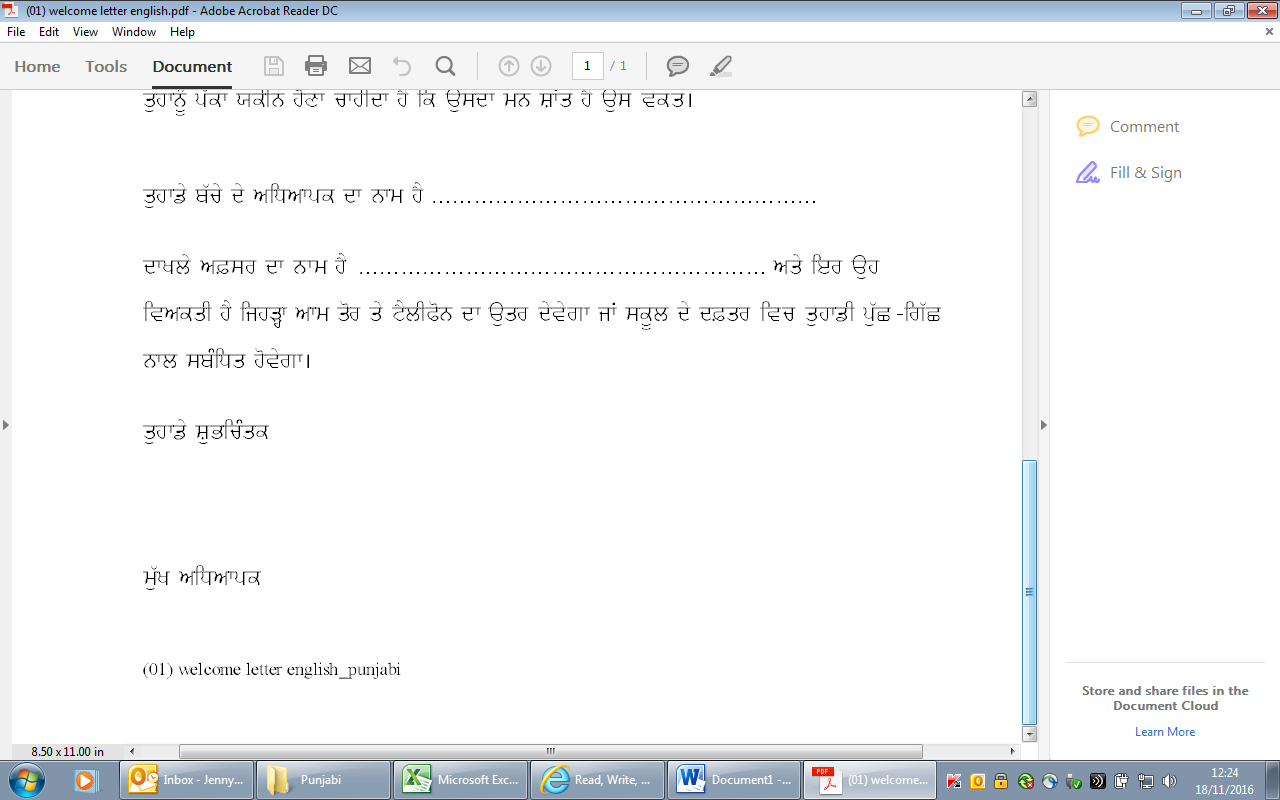 (01) welcome letter english.pdf - Adobe Acrobat Reader DC
File Edit View Window Help
Home Tools Document 1 / 1
ਤੁਹਾਨੂੰ ਪੱਕਾ ਯਕੀਨ ਹੋਣਾ ਚਾਹੀਦਾ ਹੈ ਕਿ ਉਸਦਾ ਮਨ ਸ਼ਾਂਤ ਹੈ ਉਸ ਵਕਤ।
Comment
Fill & Sign
ਤੁਹਾਡੇ ਬੱਚੇ ਦੇ ਅਧਿਆਪਕ ਦਾ ਨਾਮ ਹੈ ......................................................
ਦਾਖਲੇ ਅਫ਼ਸਰ ਦਾ ਨਾਮ ਹੈ ......................................................... ਅਤੇ ਇਰ ਉਹ
ਵਿਅਕਤੀ ਹੈ ਜਿਹੜ੍ਹਾ ਆਮ ਤੋਰ ਤੇ ਟੈਲੀਫੋਨ ਦਾ ਉਤਰ ਦੇਵੇਗਾ ਜਾਂ ਸਕੂਲ ਦੇ ਦਫ਼ਤਰ ਵਿਚ ਤੁਹਾਡੀ ਪੁੱਛ -ਗਿੱਛ
ਨਾਲ ਸਬੰਧਿਤ ਹੋਵੇਗਾ।
ਤੁਹਾਡੇ ਸ਼ੁਭਚਿੰਤਕ
ਮੁੱਖ ਅਧਿਆਪਕ
(01) welcome letter english_punjabi
Store and share files in the
Document Cloud
Learn More
8.50 x 11.00 in
Inbox - Jenny... Punjabi Microsoft Exc... Read, Write, ... Document1 -... (01) welcome...
12:24
18/11/2016